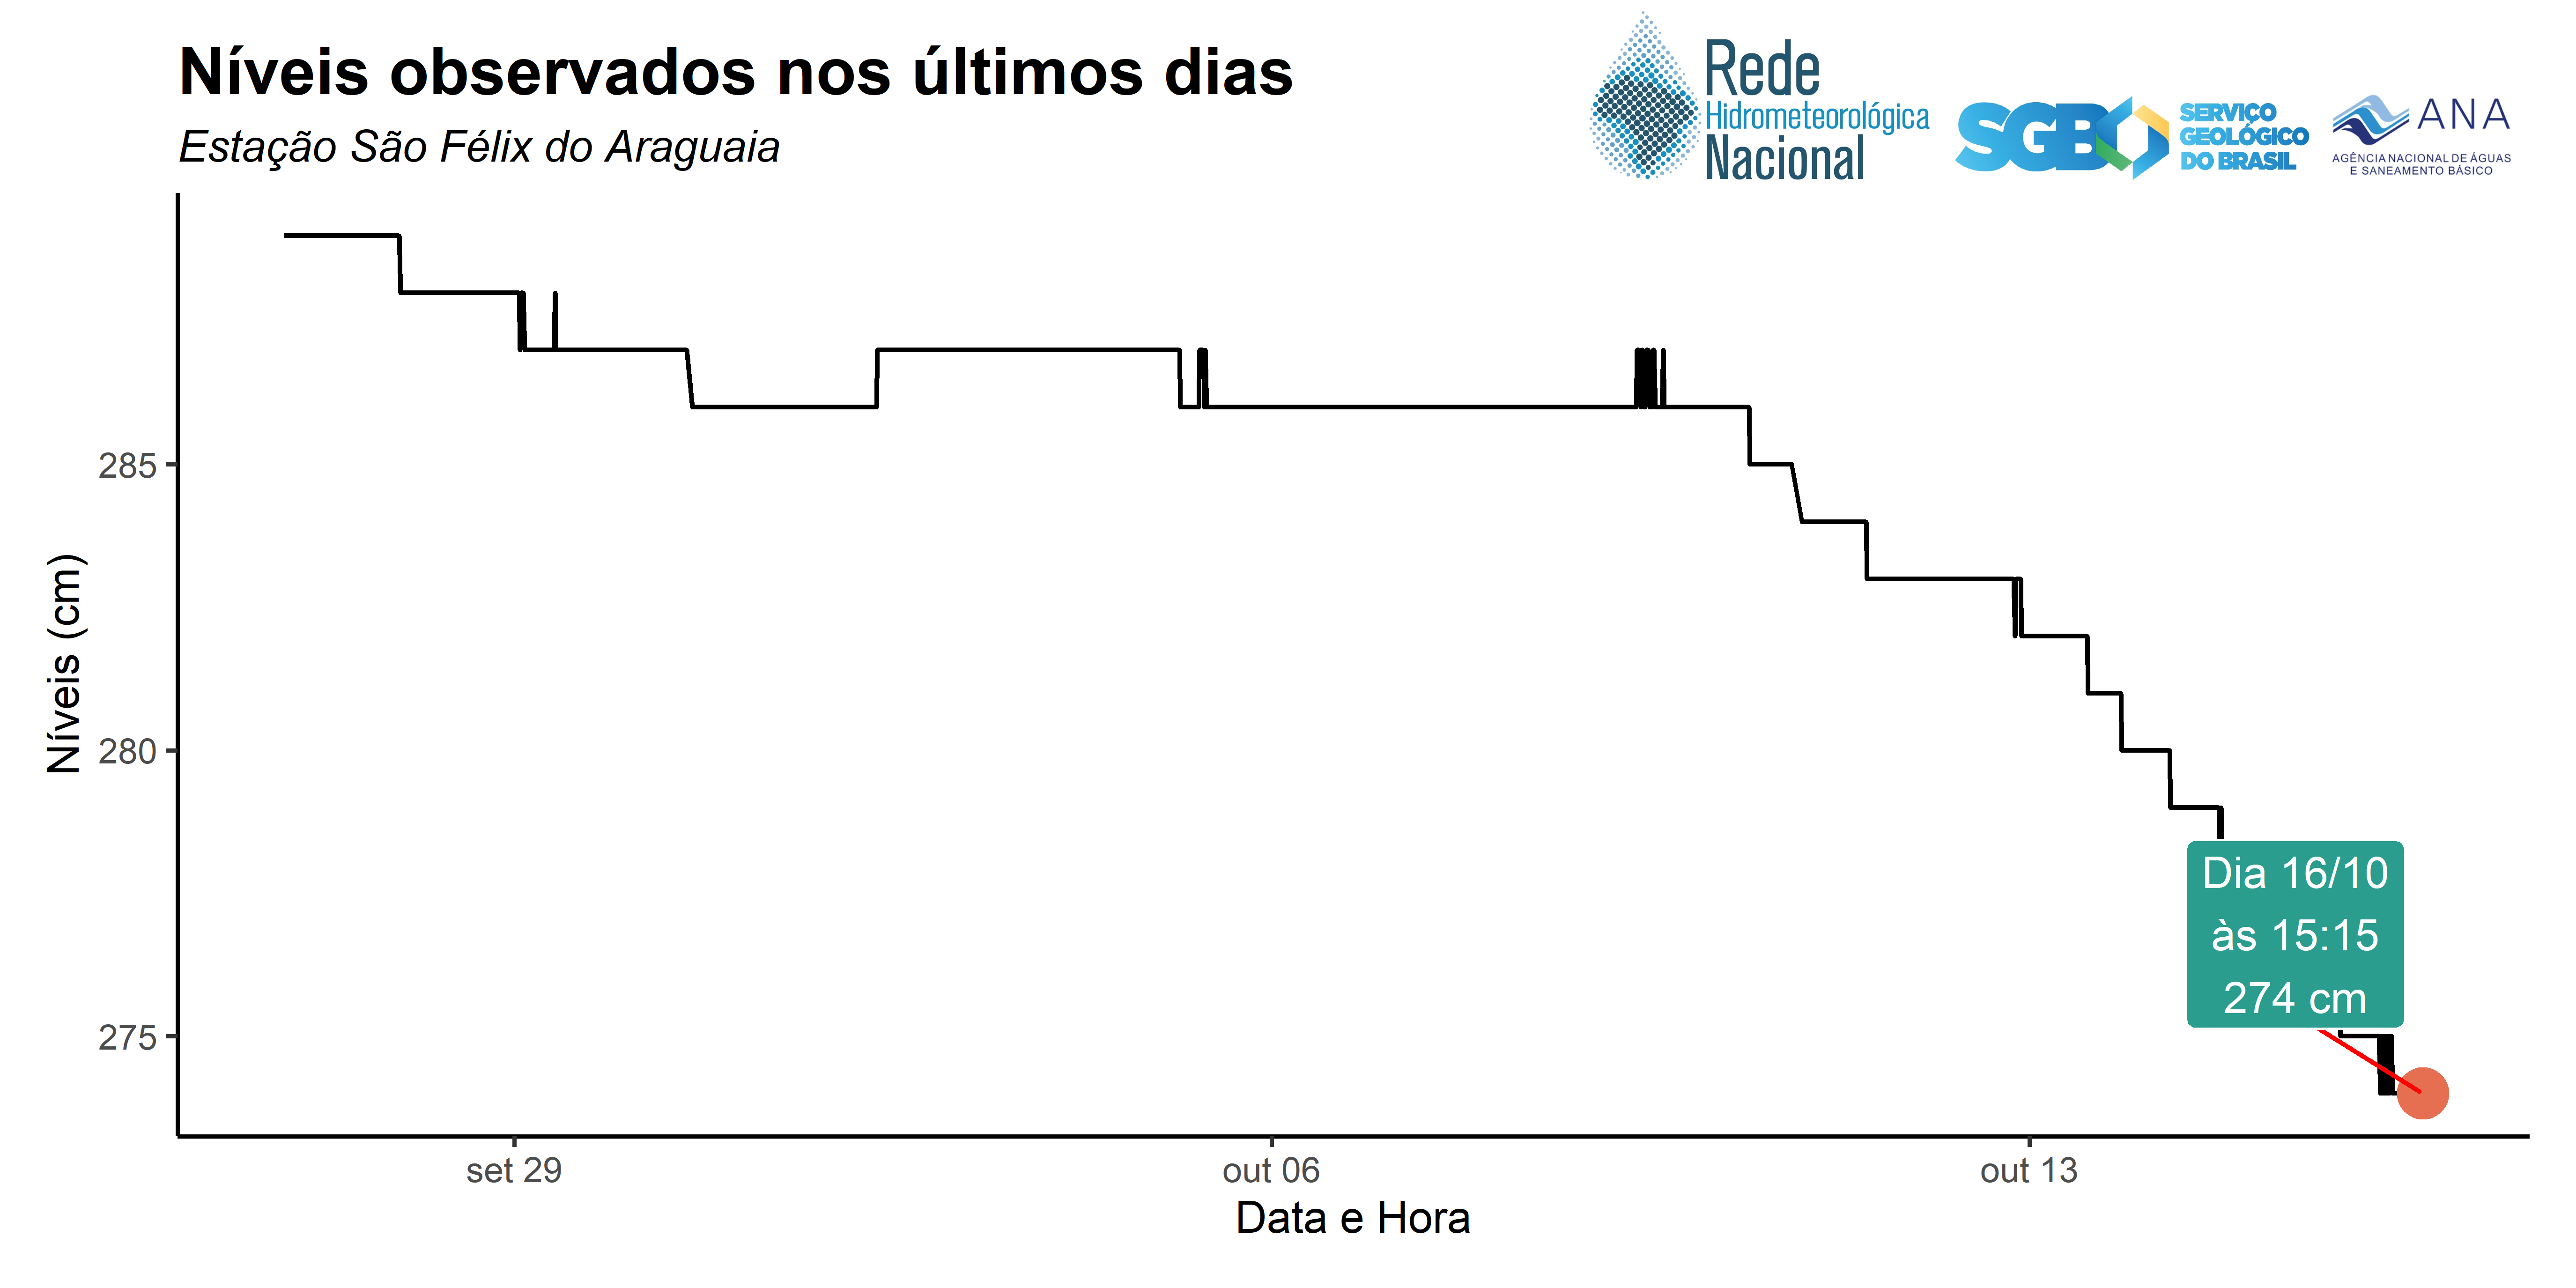 Níveis observados nos últimos dias
Estação São Félix do Araguaia
Rede
Hidrometeorológica
Nacional
SGB
SERVIÇO
GEOLÓGICO
DO BRASIL
ANA
AGÊNCIA NACIONAL DE ÁGUAS
E SANEAMENTO BÁSICO
Níveis (cm)
285
280
275
Dia 16/10
às 15:15
274 cm
set 29
out 06
out 13
Data e Hora